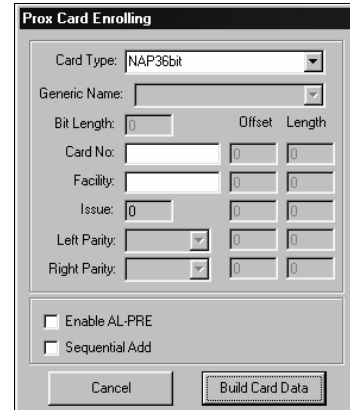 Prox Card Enrolling
Card Type: NAP36bit
Generic Name:
Bit Length: 0 Offset Length
Card No: 0 0
Facility: 0 0
Issue: 0 0 0
Left Parity: 0 0
Right Parity: 0 0
Enable AL-PRE
Sequential Add
Cancel Build Card Data